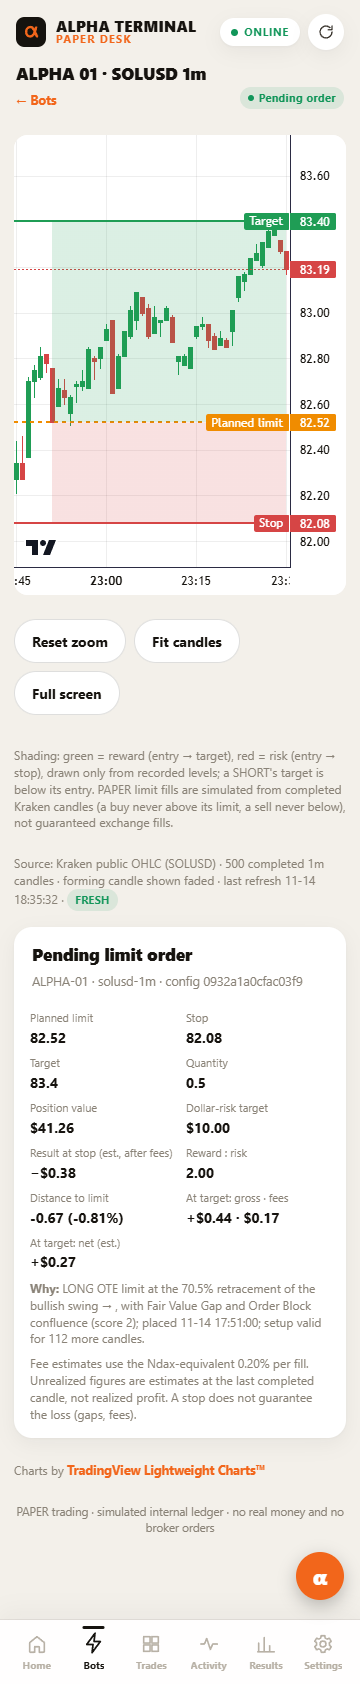 α ALPHA TERMINAL
PAPER DESK
ONLINE
ALPHA 01 · SOLUSD 1m
← Bots
Pending order
83.60
Target 83.40
83.19
83.00
82.80
82.60
Planned limit 82.52
82.40
82.20
Stop 82.08
82.00
:45 23:00 23:15 23:
Reset zoom
Fit candles
Full screen
Shading: green = reward (entry → target), red = risk (entry →
stop), drawn only from recorded levels; a SHORT's target is
below its entry. PAPER limit fills are simulated from completed
Kraken candles (a buy never above its limit, a sell never below),
not guaranteed exchange fills.
Source: Kraken public OHLC (SOLUSD) · 500 completed 1m
candles · forming candle shown faded · last refresh 11-14
18:35:32 · FRESH
Pending limit order
ALPHA-01 · solusd-1m · config 0932a1a0cfac03f9
Planned limit Stop
82.52 82.08
Target Quantity
83.4 0.5
Position value Dollar-risk target
$41.26 $10.00
Result at stop (est., after fees) Reward : risk
−$0.38 2.00
Distance to limit At target: gross · fees
-0.67 (-0.81%) +$0.44 · $0.17
At target: net (est.)
+$0.27
Why: LONG OTE limit at the 70.5% retracement of the
bullish swing → , with Fair Value Gap and Order Block
confluence (score 2); placed 11-14 17:51:00; setup valid
for 112 more candles.
Fee estimates use the Ndax-equivalent 0.20% per fill.
Unrealized figures are estimates at the last completed
candle, not realized profit. A stop does not guarantee
the loss (gaps, fees).
Charts by TradingView Lightweight Charts™
PAPER trading · simulated internal ledger · no real money and no
broker orders
α
Home Bots Trades Activity Results Settings